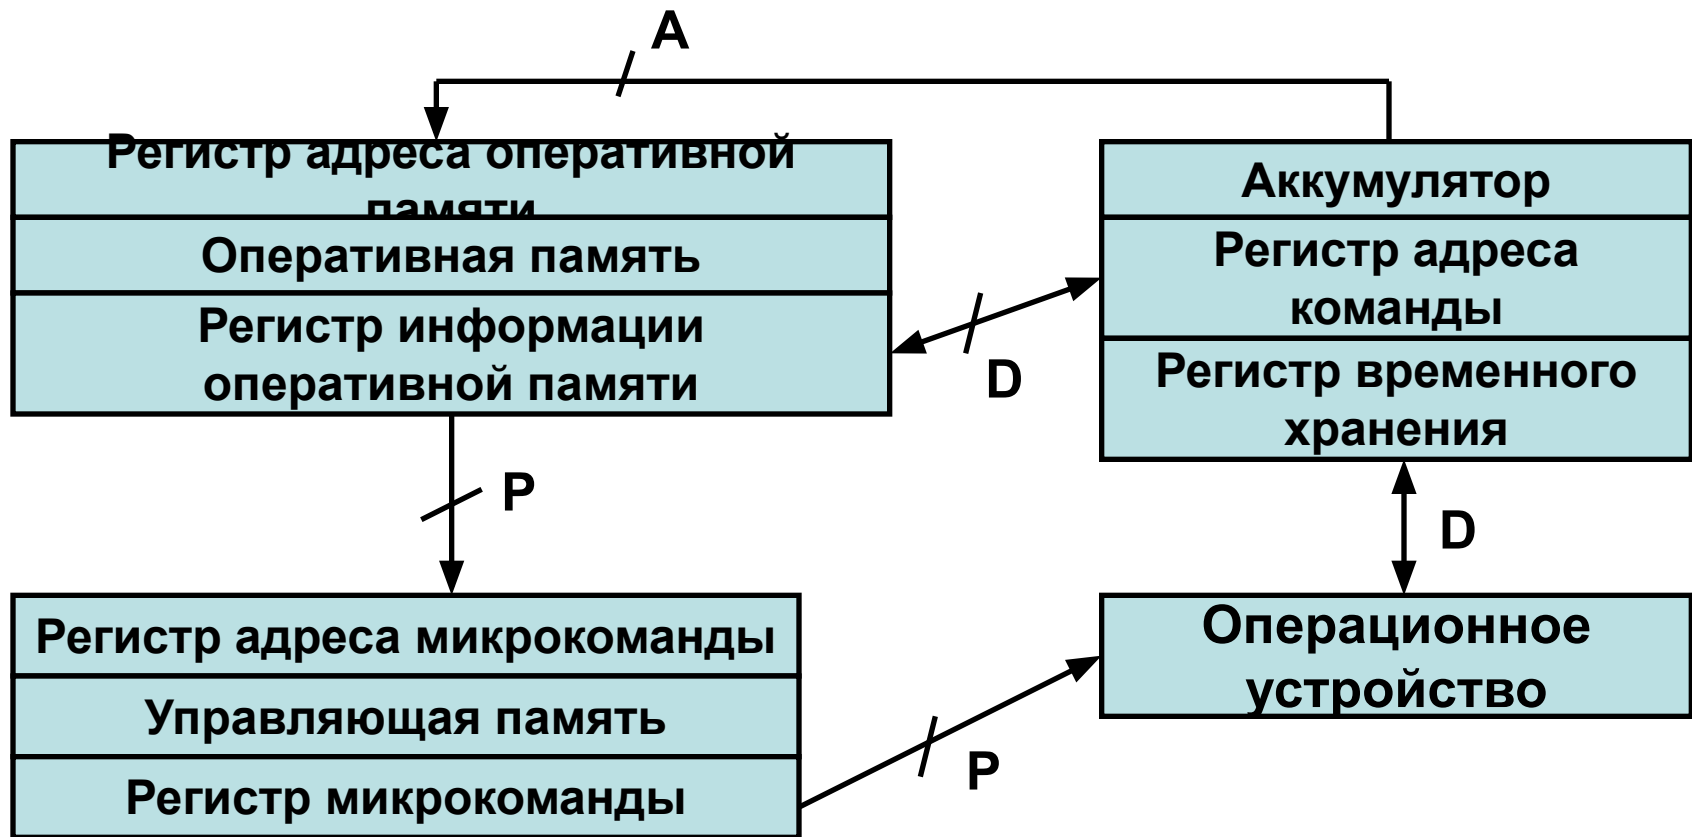 A
Регистр адреса оперативной
памяти
Оперативная память
Регистр информации
оперативной памяти
Аккумулятор
Регистр адреса
команды
Регистр временного
хранения
D
P
D
Регистр адреса микрокоманды
Управляющая память
Регистр микрокоманды
Операционное
устройство
P